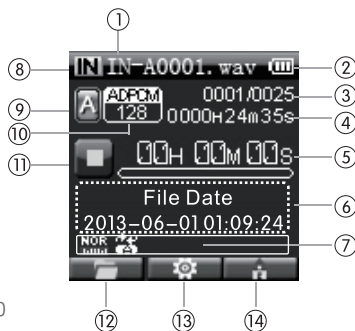 ①
⑧ IN IN-A0001.wav ②
⑨ A ADPCM 128 0001/0025 ③
0000H24m35s ④
⑩
⑪ 00H 00M 00S ⑤
File Date ⑥
2013-06-01 01:09:24
NOR ⑦
⑫ ⑬ ⑭